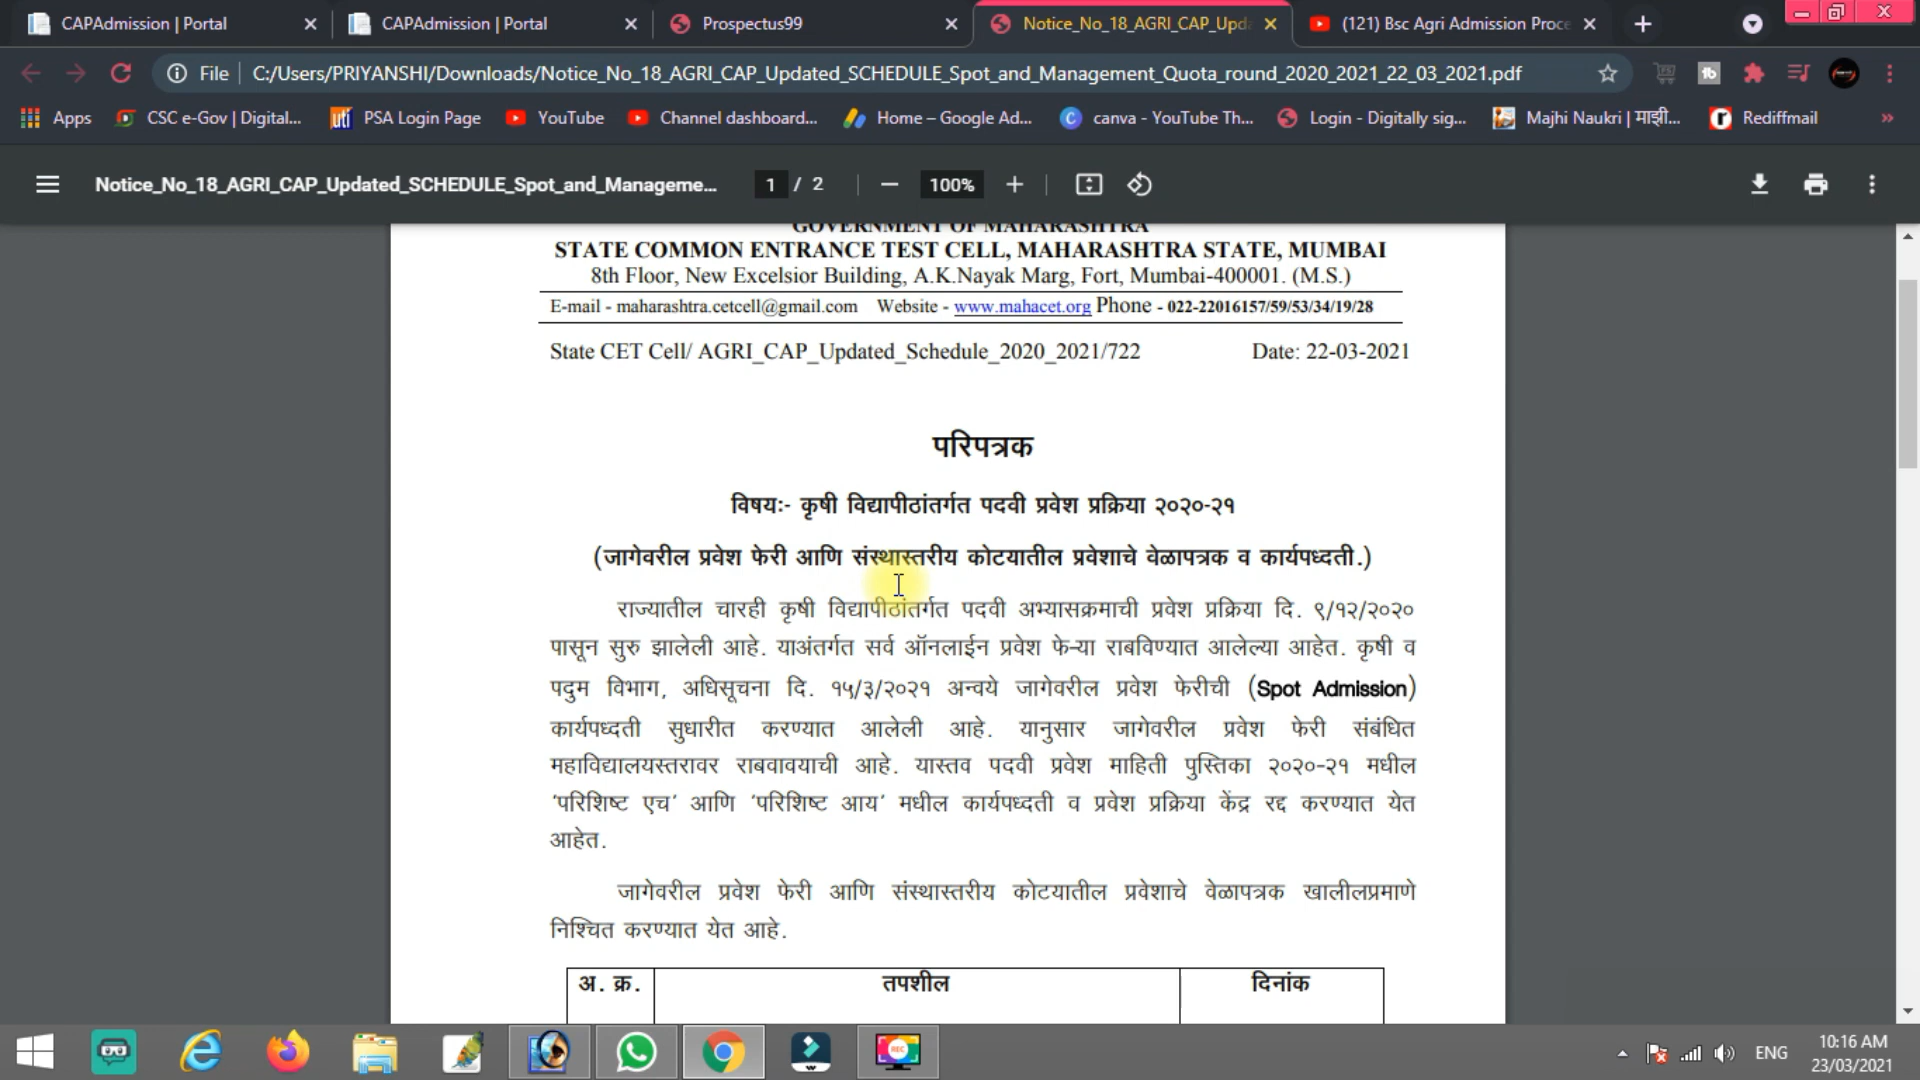 CAPAdmission | Portal
CAPAdmission | Portal
Prospectus99
Notice_No_18_AGRI_CAP_Upda
(121) Bsc Agri Admission Proce
File
C:/Users/PRIYANSHI/Downloads/Notice_No_18_AGRI_CAP_Updated_SCHEDULE_Spot_and_Management_Quota_round_2020_2021_22_03_2021.pdf
Apps
CSC e-Gov | Digital...
PSA Login Page
YouTube
Channel dashboard...
Home – Google Ad...
canva - YouTube Th...
Login - Digitally sig...
Majhi Naukri | माझी...
Rediffmail
Notice_No_18_AGRI_CAP_Updated_SCHEDULE_Spot_and_Manageme...
1 / 2
100%
GOVERNMENT OF MAHARASHTRA
STATE COMMON ENTRANCE TEST CELL, MAHARASHTRA STATE, MUMBAI
8th Floor, New Excelsior Building, A.K.Nayak Marg, Fort, Mumbai-400001. (M.S.)
E-mail - maharashtra.cetcell@gmail.com Website - www.mahacet.org Phone - 022-22016157/59/53/34/19/28
State CET Cell/ AGRI_CAP_Updated_Schedule_2020_2021/722 Date: 22-03-2021
परिपत्रक
विषयः- कृषी विद्यापीठांतर्गत पदवी प्रवेश प्रक्रिया २०२०-२१
(जागेवरील प्रवेश फेरी आणि संस्थास्तरीय कोटयातील प्रवेशाचे वेळापत्रक व कार्यपध्दती.)
राज्यातील चारही कृषी विद्यापीठांतर्गत पदवी अभ्यासक्रमाची प्रवेश प्रक्रिया दि. ९/१२/२०२०
पासून सुरु झालेली आहे. याअंतर्गत सर्व ऑनलाईन प्रवेश फे-या राबविण्यात आलेल्या आहेत. कृषी व
पदुम विभाग, अधिसूचना दि. १५/३/२०२१ अन्वये जागेवरील प्रवेश फेरीची (Spot Admission)
कार्यपध्दती सुधारीत करण्यात आलेली आहे. यानुसार जागेवरील प्रवेश फेरी संबंधित
महाविद्यालयस्तरावर राबवावयाची आहे. यास्तव पदवी प्रवेश माहिती पुस्तिका २०२०-२१ मधील
‘परिशिष्ट एच’ आणि ‘परिशिष्ट आय’ मधील कार्यपध्दती व प्रवेश प्रक्रिया केंद्र रद्द करण्यात येत
आहेत.
जागेवरील प्रवेश फेरी आणि संस्थास्तरीय कोटयातील प्रवेशाचे वेळापत्रक खालीलप्रमाणे
निश्चित करण्यात येत आहे.
अ. क्र. तपशील दिनांक
REC
ENG
10:16 AM
23/03/2021